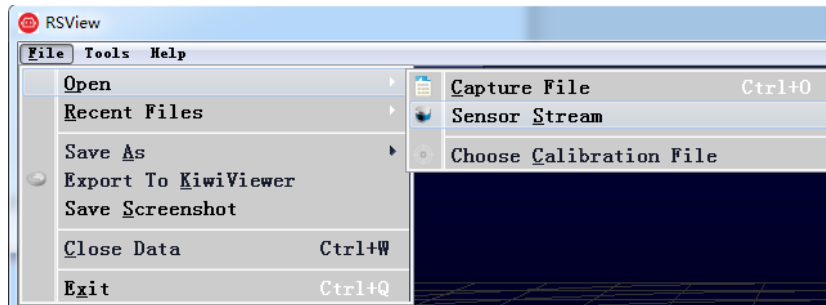 RSView
File Tools Help
Open
Recent Files
Save As
Export To KiwiViewer
Save Screenshot
Close Data Ctrl+W
Exit Ctrl+Q
Capture File Ctrl+O
Sensor Stream
Choose Calibration File